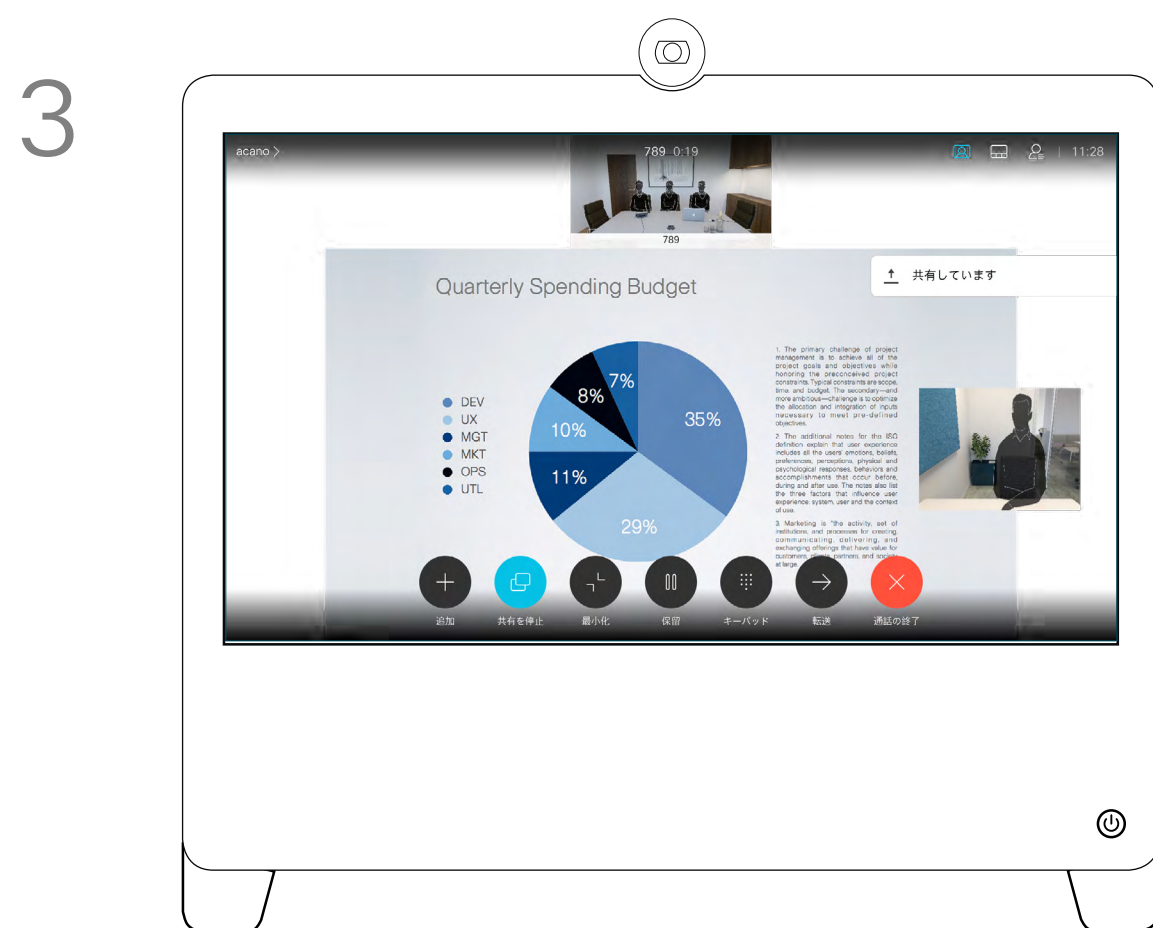 3
acano >
789 0:19
11:28
789
共有しています
Quarterly Spending Budget
DEV
UX
MGT
MKT
OPS
UTL
7%
8%
35%
10%
11%
29%
1. The primary challenge of project
management is to achieve all of the
project goals and objectives while
honoring the preconceived project
constraints. Typical constraints are scope,
time, and budget. The secondary—and
more ambitious—challenge is to optimize
the allocation and integration of inputs
necessary to meet pre-defined
objectives.
2. The additional notes for the ISO
definition explain that user experience
includes all the users' emotions, beliefs,
preferences, perceptions, physical and
psychological responses, behaviors and
accomplishments that occur before,
during and after use. The notes also list
the three factors that influence user
experience: system, user and the context
of use.
3. Marketing is "the activity, set of
institutions, and processes for creating,
communicating, delivering, and
exchanging offerings that have value for
customers, clients, partners, and society
at large.
追加
共有を停止
最小化
保留
キーパッド
転送
通話の終了